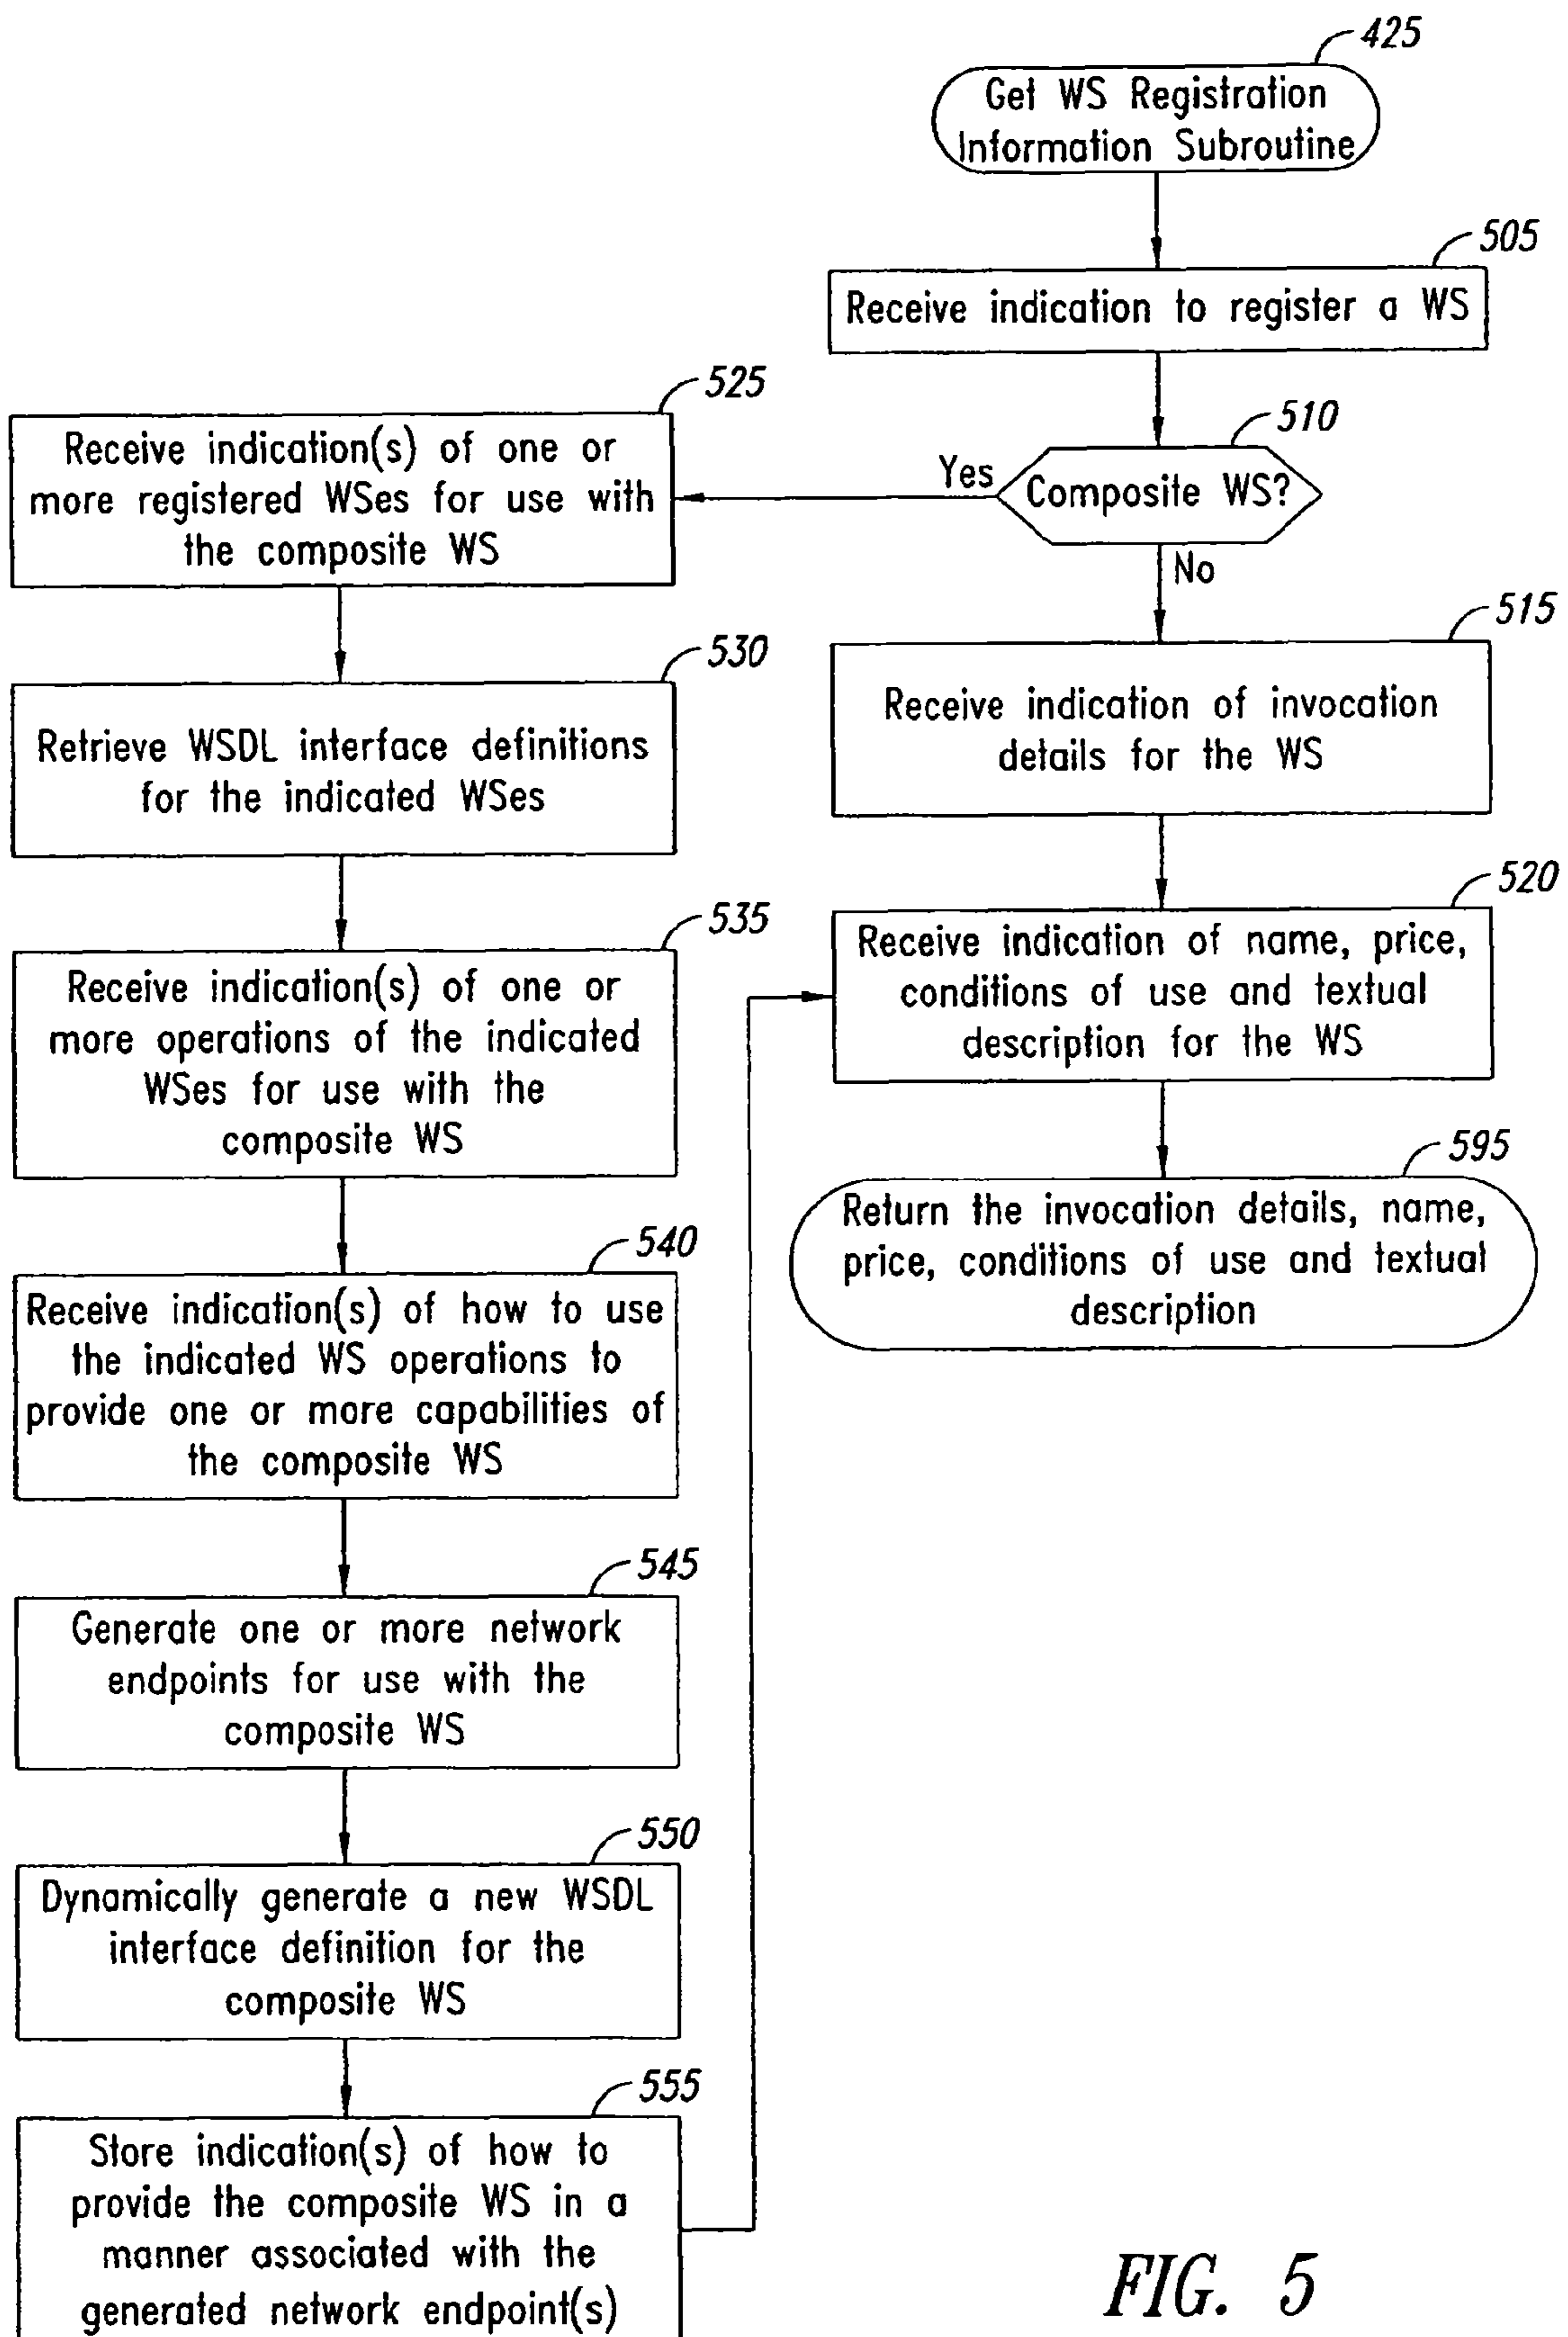 425
Get WS Registration
Information Subroutine
505
Receive indication to register a WS
510
Composite WS?
Yes
No
515
Receive indication of invocation
details for the WS
520
Receive indication of name, price,
conditions of use and textual
description for the WS
595
Return the invocation details, name,
price, conditions of use and textual
description
525
Receive indication(s) of one or
more registered WSes for use with
the composite WS
530
Retrieve WSDL interface definitions
for the indicated WSes
535
Receive indication(s) of one or
more operations of the indicated
WSes for use with the
composite WS
540
Receive indication(s) of how to use
the indicated WS operations to
provide one or more capabilities of
the composite WS
545
Generate one or more network
endpoints for use with the
composite WS
550
Dynamically generate a new WSDL
interface definition for the
composite WS
555
Store indication(s) of how to
provide the composite WS in a
manner associated with the
generated network endpoint(s)
FIG. 5